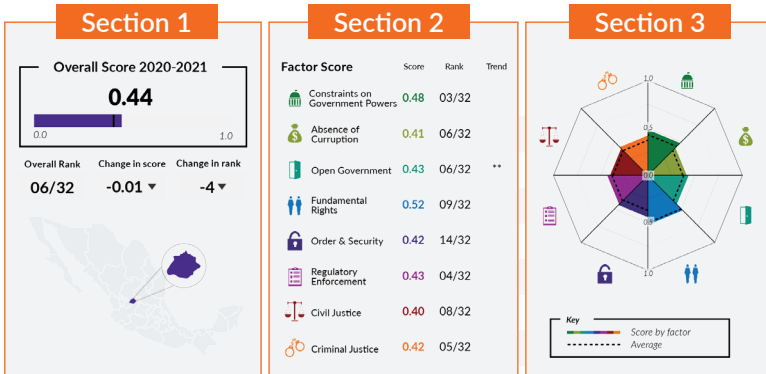 Section 1
Overall Score 2020-2021
0.44
0.0 1.0
Overall Rank Change in score Change in rank
06/32 -0.01 -4
Section 2
Factor Score Score Rank Trend
Constraints on
Government Powers 0.48 03/32
Absence of
Curruption 0.41 06/32
Open Government 0.43 06/32 **
Fundamental
Rights 0.52 09/32
Order & Security 0.42 14/32
Regulatory
Enforcement 0.43 04/32
Civil Justice 0.40 08/32
Criminal Justice 0.42 05/32
Section 3
1.0
0.5
0.0
0.5
1.0
Key
Score by factor
Average